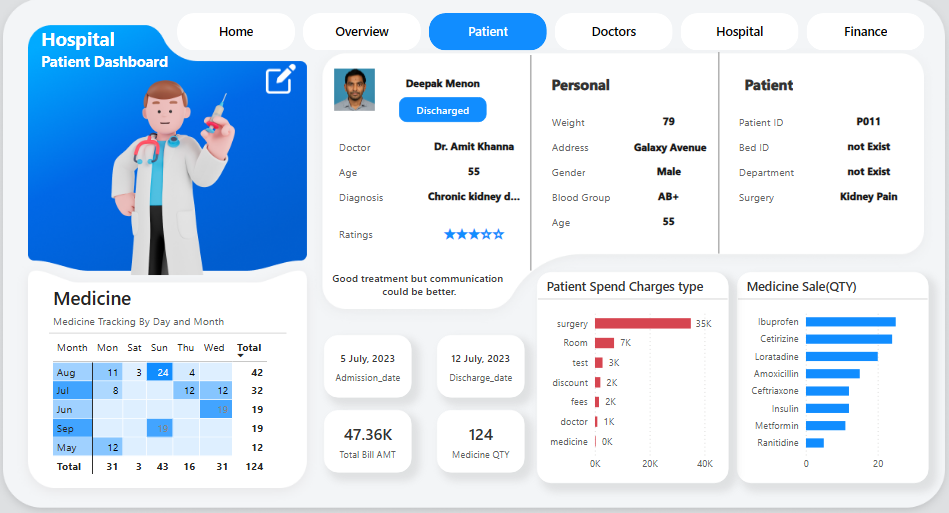 Hospital
Patient Dashboard
Home
Overview
Patient
Doctors
Hospital
Finance
Deepak Menon
Discharged
Doctor Dr. Amit Khanna
Age 55
Diagnosis Chronic kidney d...
Ratings ★★★☆☆
Good treatment but communication
could be better.
Personal
Weight 79
Address Galaxy Avenue
Gender Male
Blood Group AB+
Age 55
Patient
Patient ID P011
Bed ID not Exist
Department not Exist
Surgery Kidney Pain
Medicine
Medicine Tracking By Day and Month
Month Mon Sat Sun Thu Wed Total
Aug 11 3 24 4 42
Jul 8 12 12 32
Jun 19 19
Sep 19 19
May 12 12
Total 31 3 43 16 31 124
5 July, 2023
Admission_date
12 July, 2023
Discharge_date
47.36K
Total Bill AMT
124
Medicine QTY
Patient Spend Charges type
surgery 35K
Room 7K
test 3K
discount 2K
fees 2K
doctor 1K
medicine 0K
0K 20K 40K
Medicine Sale(QTY)
Ibuprofen
Cetirizine
Loratadine
Amoxicillin
Ceftriaxone
Insulin
Metformin
Ranitidine
0 20